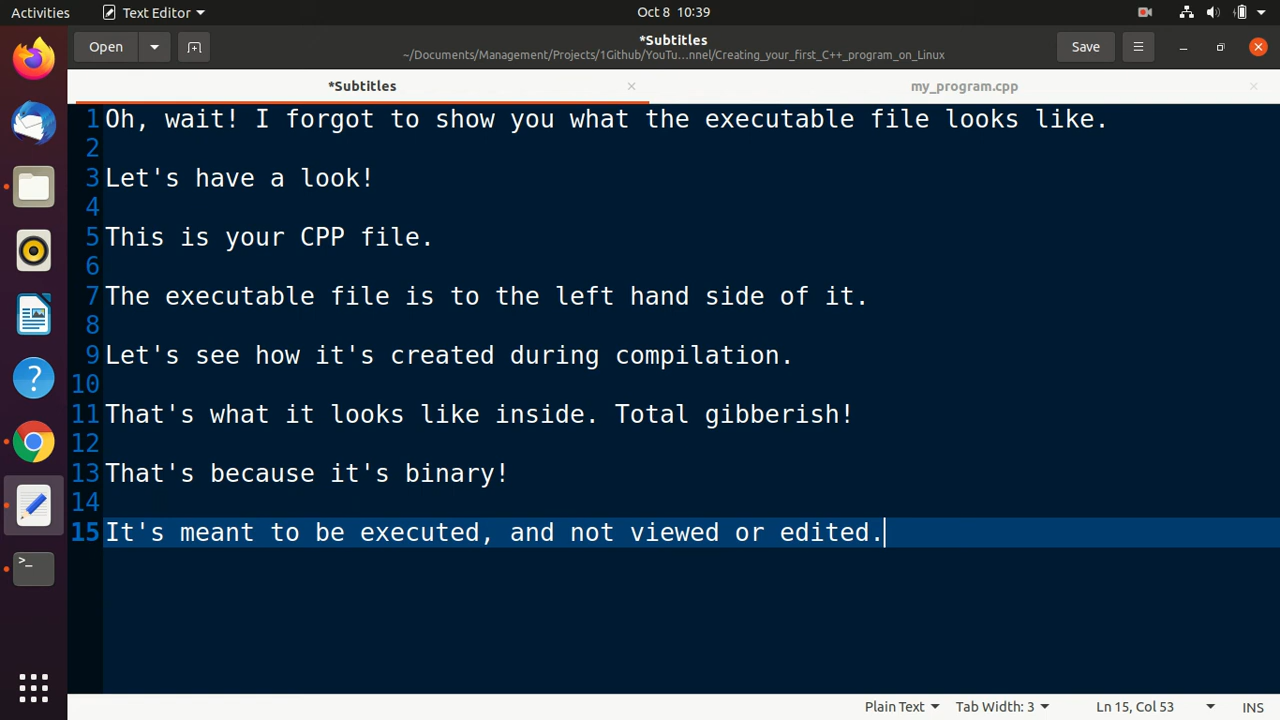 Activities
Text Editor
Oct 8 10:39
Open
*Subtitles
~/Documents/Management/Projects/1Github/YouTu…nnel/Creating_your_first_C++_program_on_Linux
Save
*Subtitles
my_program.cpp
1 Oh, wait! I forgot to show you what the executable file looks like.
2
3 Let's have a look!
4
5 This is your CPP file.
6
7 The executable file is to the left hand side of it.
8
9 Let's see how it's created during compilation.
10
11 That's what it looks like inside. Total gibberish!
12
13 That's because it's binary!
14
15 It's meant to be executed, and not viewed or edited.
Plain Text
Tab Width: 3
Ln 15, Col 53
INS